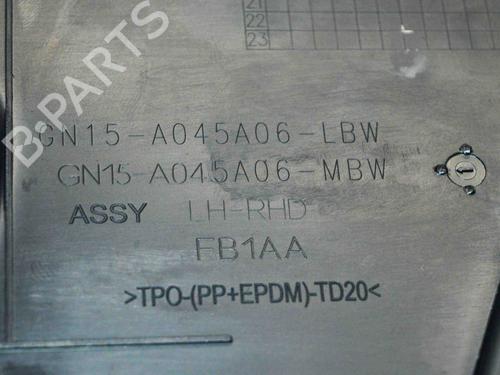 21
22
23
B-PARTS
GN15-A045A06-LBW
GN15-A045A06-MBW
ASSY LH-RHD
FB1AA
>TPO-(PP+EPDM)-TD20<